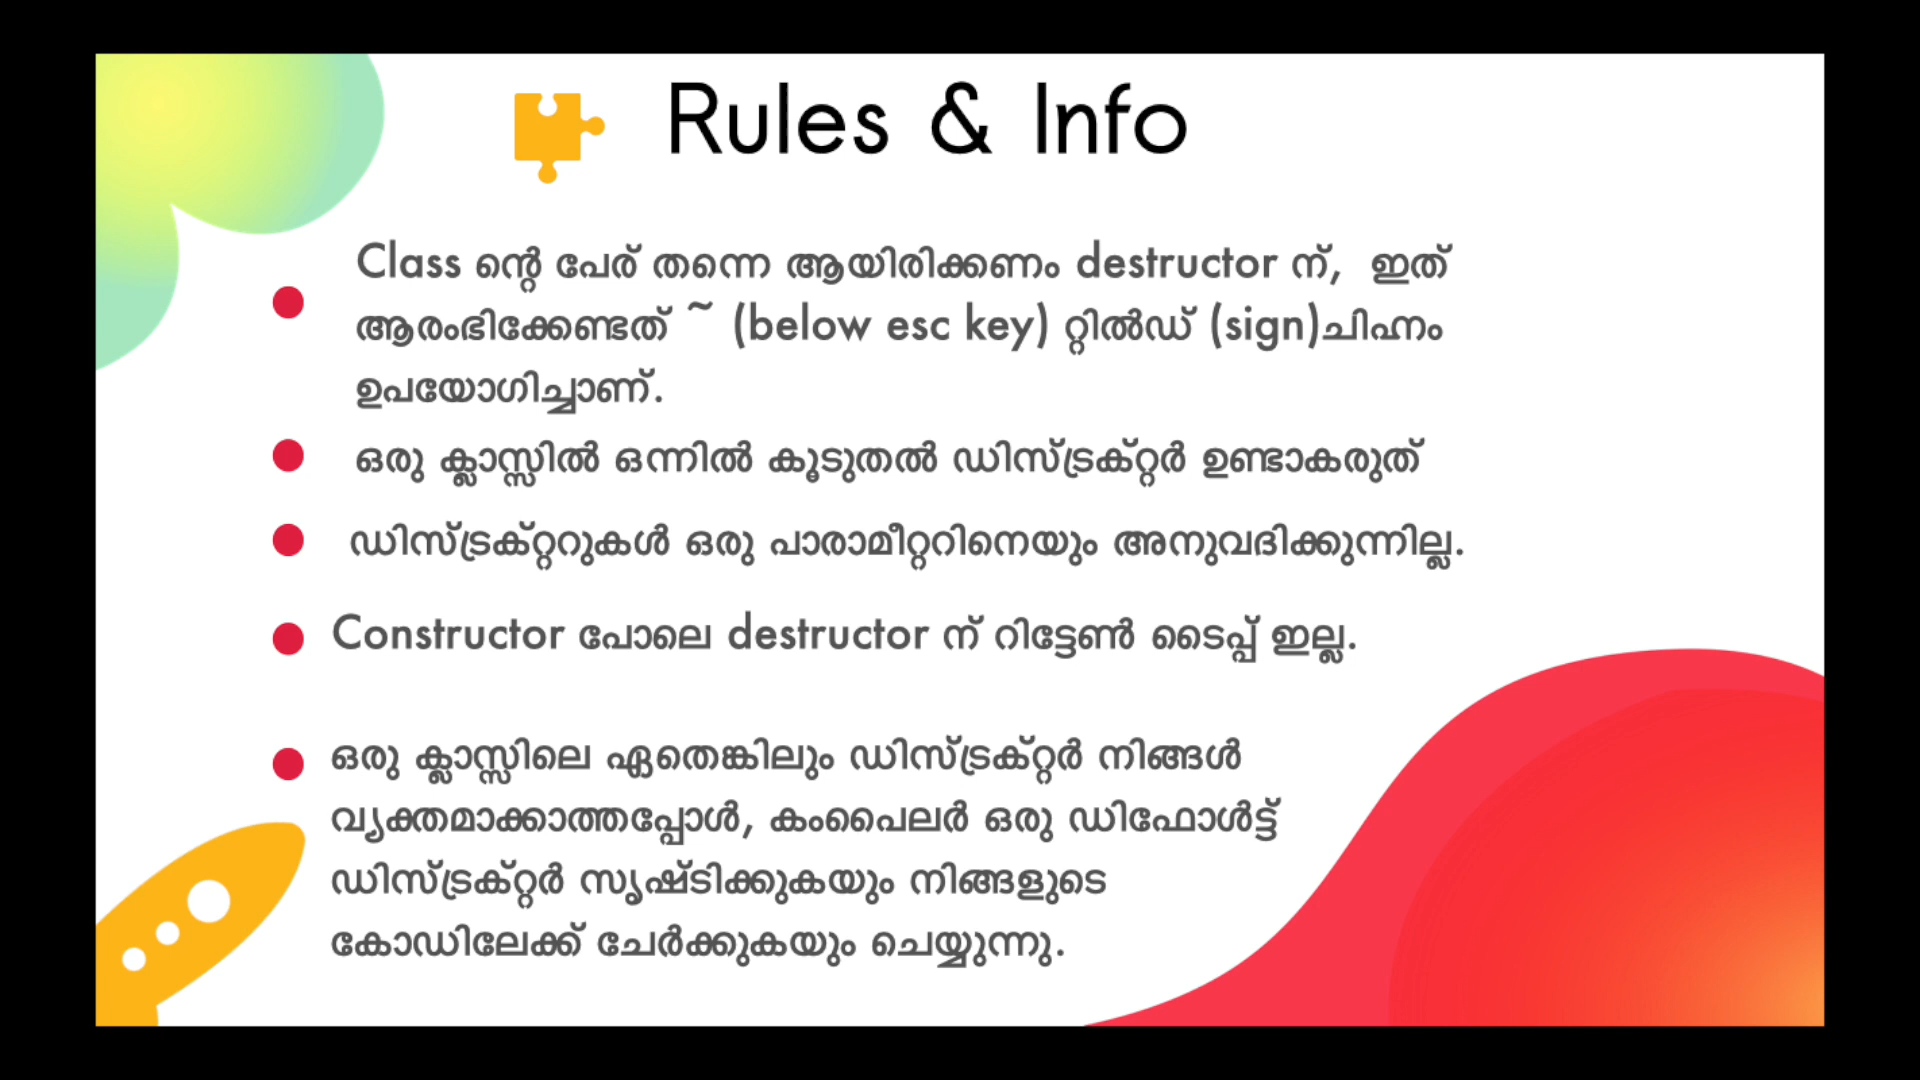 Rules & Info
Class ന്റെ പേര് തന്നെ ആയിരിക്കണം destructor ന്, ഇത്
ആരംഭിക്കേണ്ടത് ~ (below esc key) റ്റിൽഡ് (sign)ചിഹ്നം
ഉപയോഗിച്ചാണ്.
ഒരു ക്ലാസ്സിൽ ഒന്നിൽ കൂടുതൽ ഡിസ്ട്രക്റ്റർ ഉണ്ടാകരുത്
ഡിസ്ട്രക്റ്ററുകൾ ഒരു പാരാമീറ്ററിനെയും അനുവദിക്കുന്നില്ല.
Constructor പോലെ destructor ന് റിട്ടേൺ ടൈപ്പ് ഇല്ല.
ഒരു ക്ലാസ്സിലെ ഏതെങ്കിലും ഡിസ്ട്രക്റ്റർ നിങ്ങൾ
വ്യക്തമാക്കാത്തപ്പോൾ, കംപൈലർ ഒരു ഡിഫോൾട്ട്
ഡിസ്ട്രക്റ്റർ സൃഷ്ടിക്കുകയും നിങ്ങളുടെ
കോഡിലേക്ക് ചേർക്കുകയും ചെയ്യുന്നു.